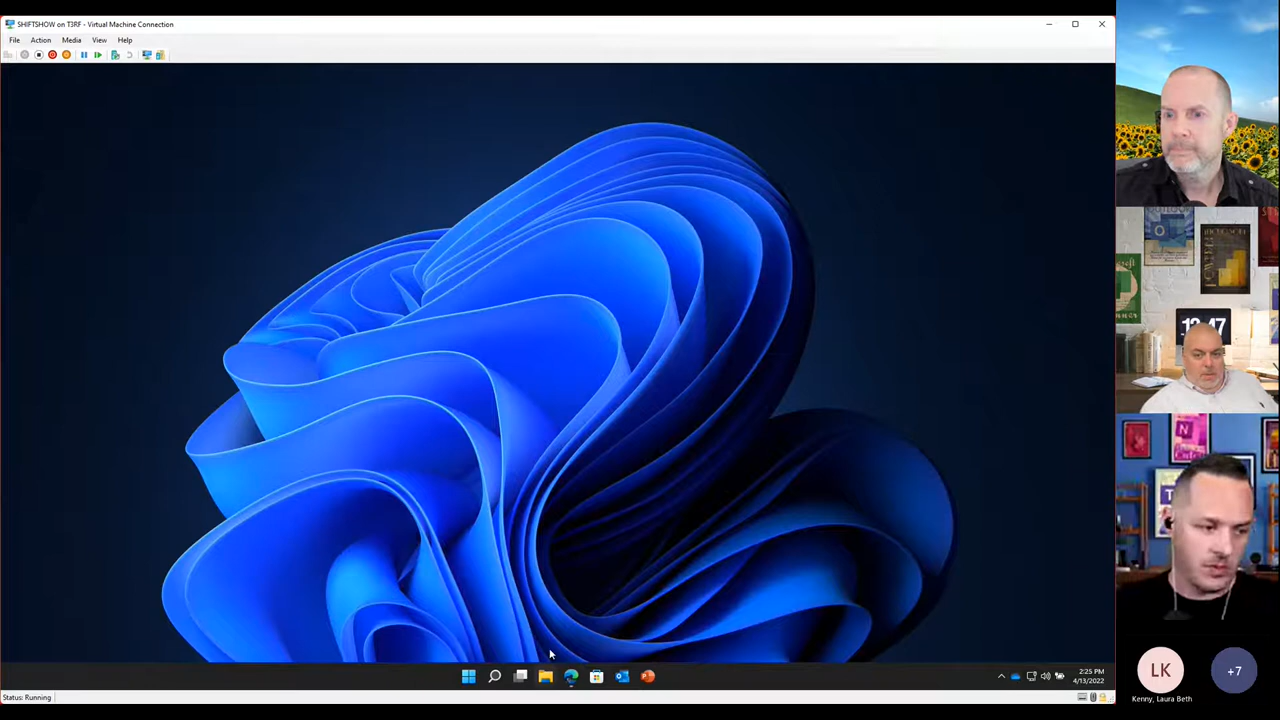 SHIFTSHOW on T3RF - Virtual Machine Connection
File Action Media View Help
2:25 PM
4/13/2022
Status: Running
LK
+7
Kenny, Laura Beth